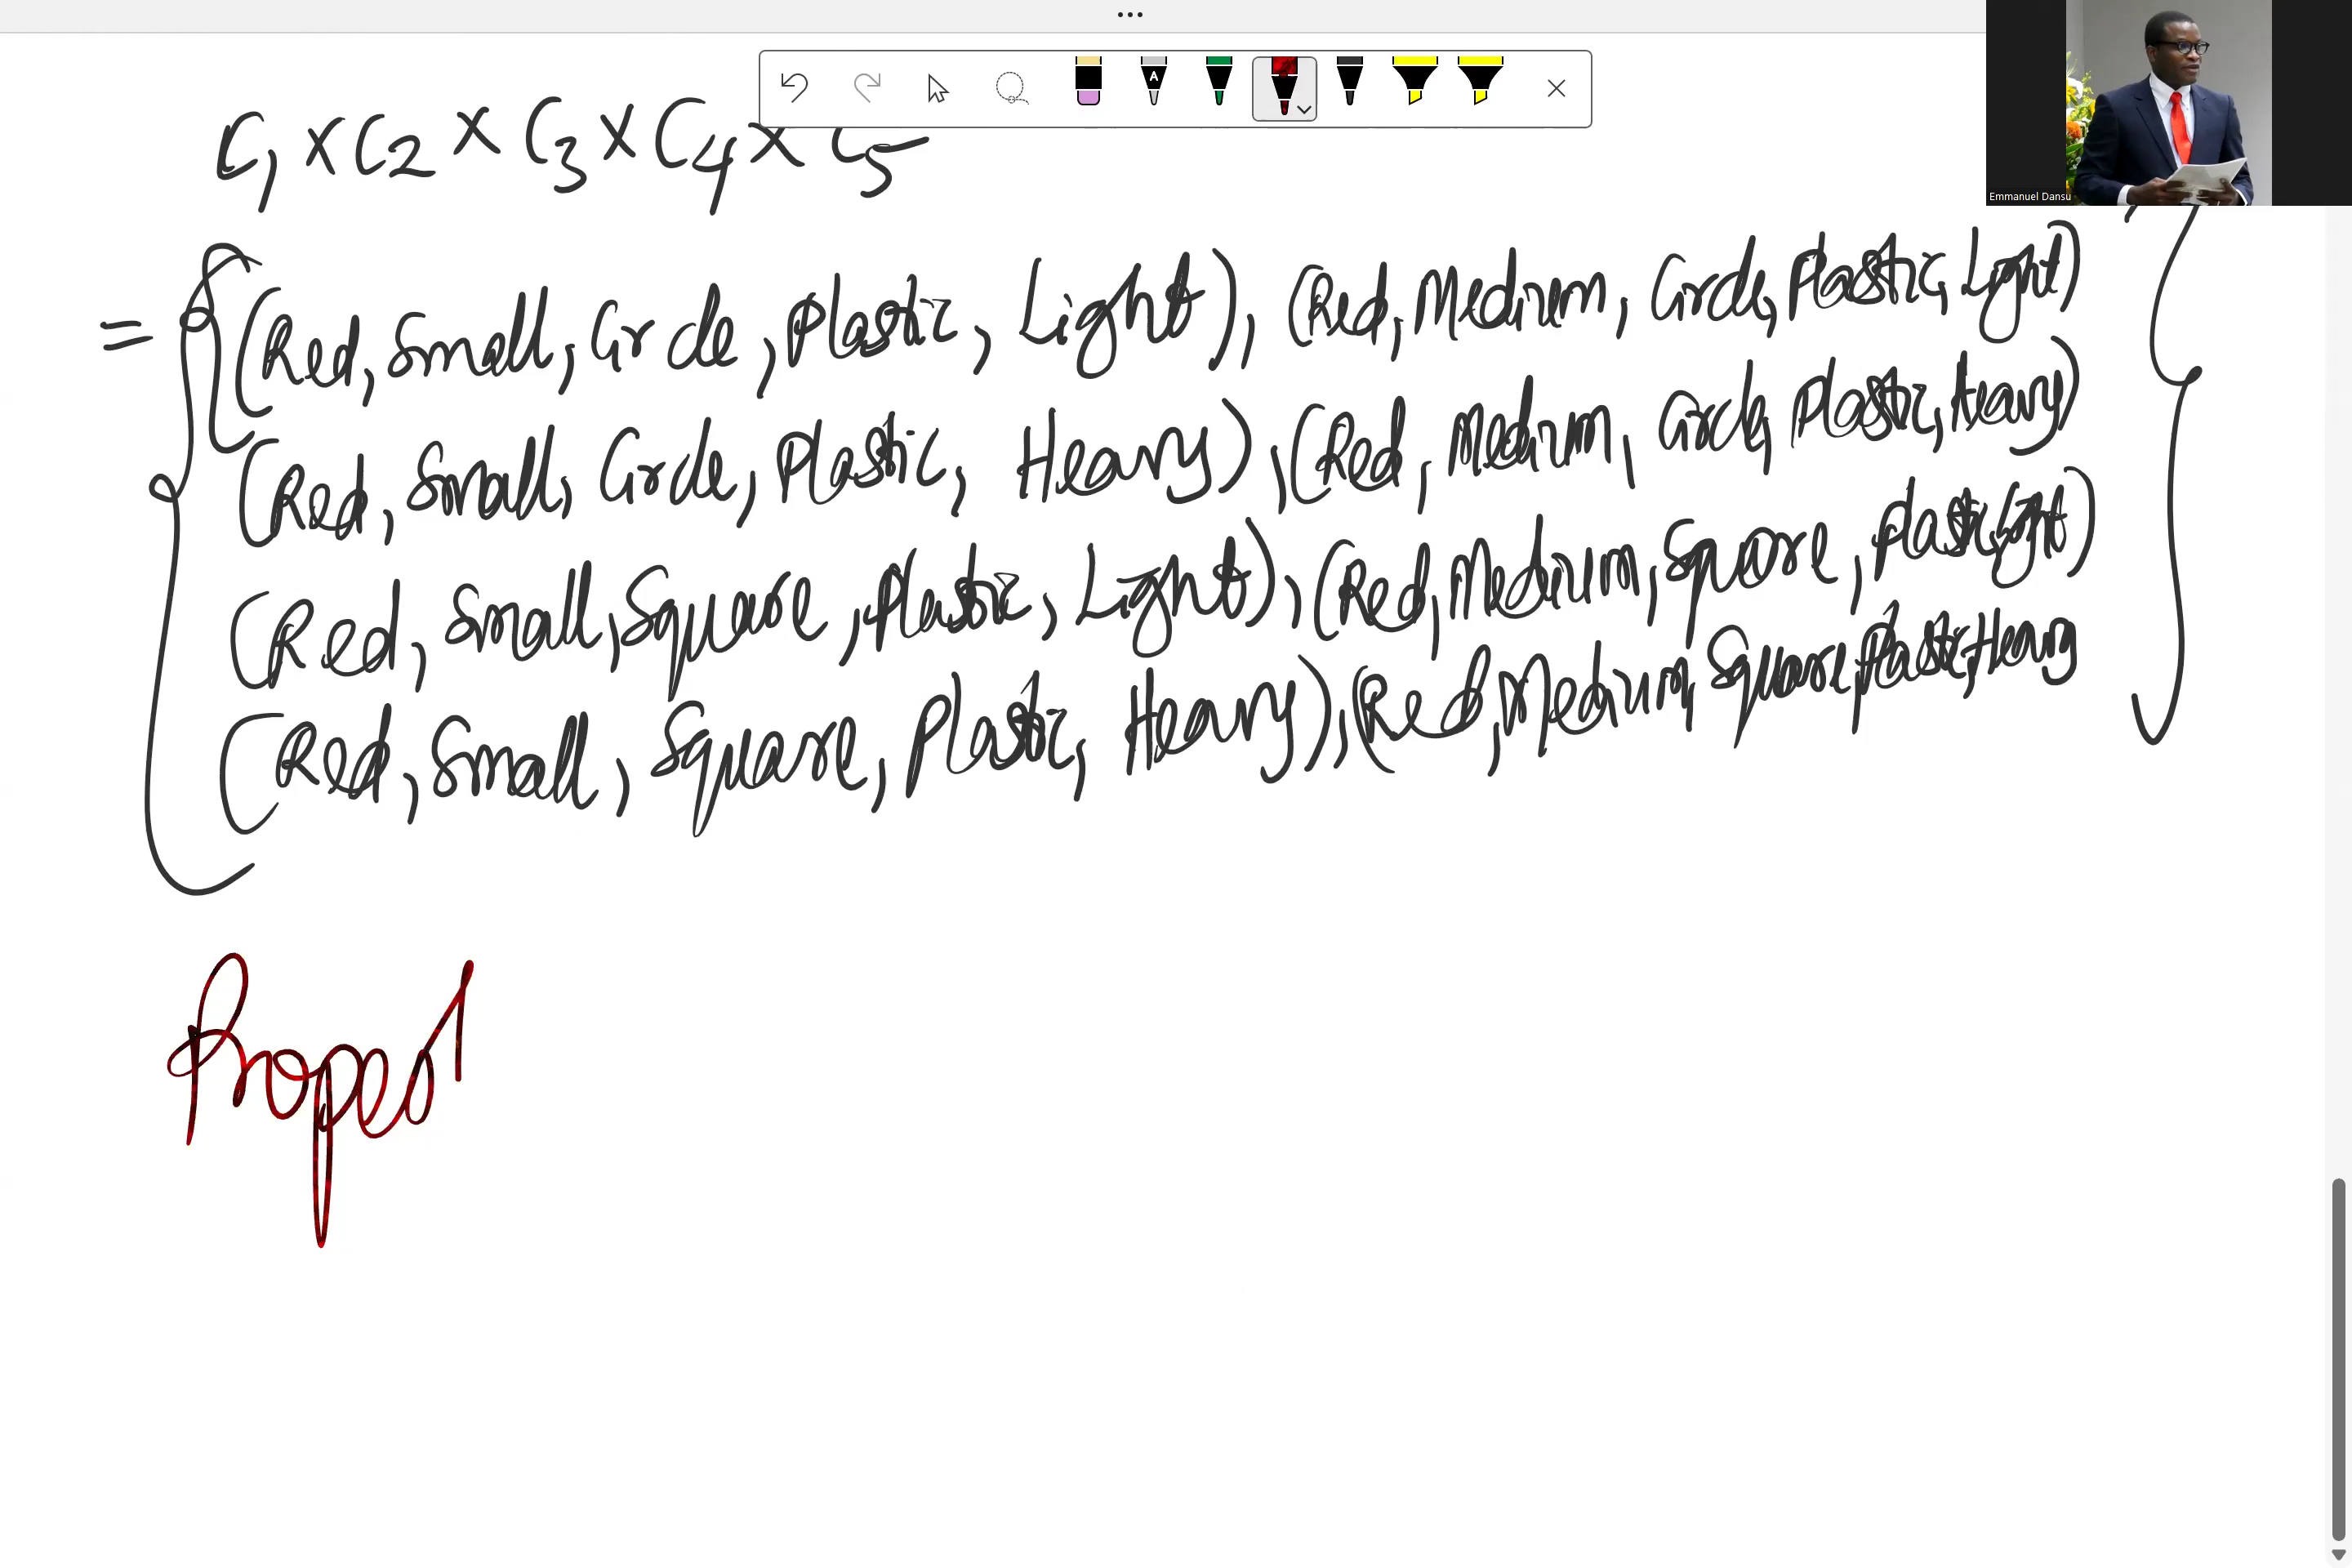 C1 x C2 x C3 x C4 x C5
= { (Red, Small, Circle, Plastic, Light), (Red, Medium, Circle, Plastic, Light)
(Red, Small, Circle, Plastic, Heavy), (Red, Medium, Circle, Plastic, Heavy)
(Red, Small, Square, Plastic, Light), (Red, Medium, Square, Plastic, Light)
(Red, Small, Square, Plastic, Heavy), (Red, Medium, Square, Plastic, Heavy }
Propert
Emmanuel Dansu
A